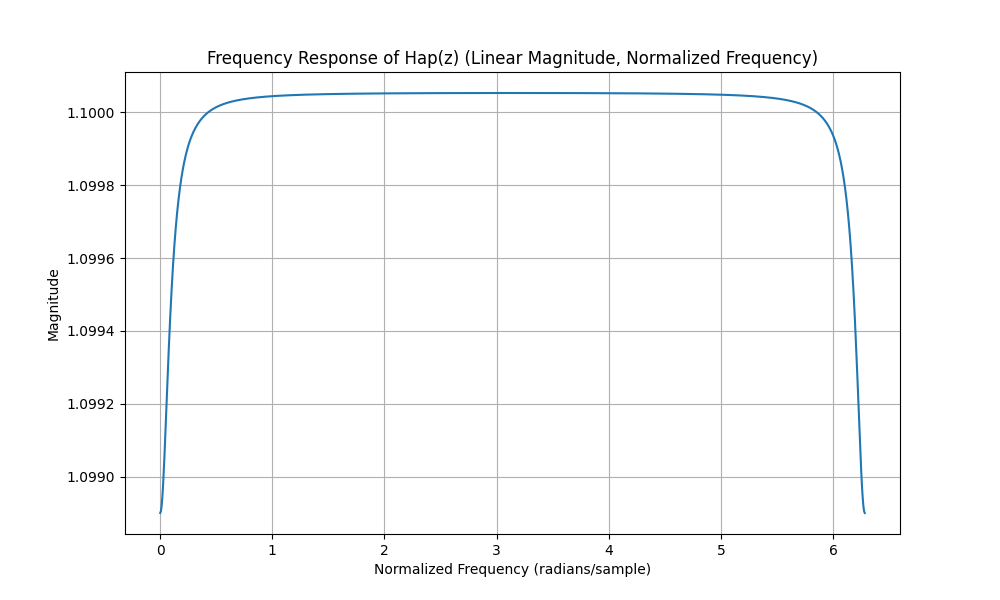 Frequency Response of Hap(z) (Linear Magnitude, Normalized Frequency)
1.1000
1.0998
1.0996
1.0994
1.0992
1.0990
Magnitude
0 1 2 3 4 5 6
Normalized Frequency (radians/sample)